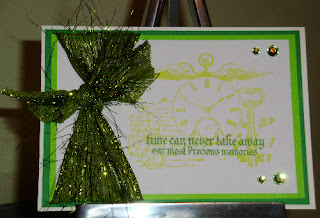 time can never take away
our most Precious memories